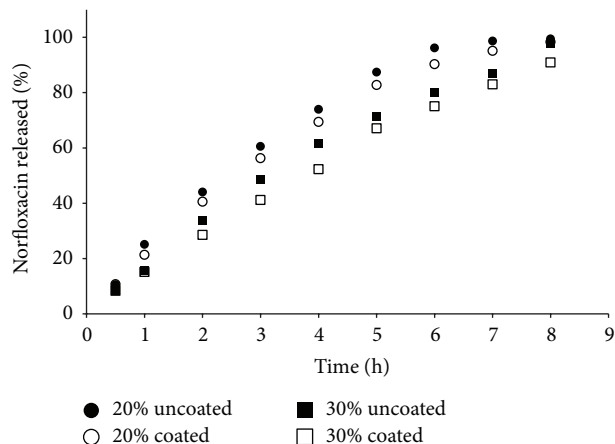 Norfloxacin released (%)
100
80
60
40
20
0
0 1 2 3 4 5 6 7 8 9
Time (h)
20% uncoated 30% uncoated
20% coated 30% coated